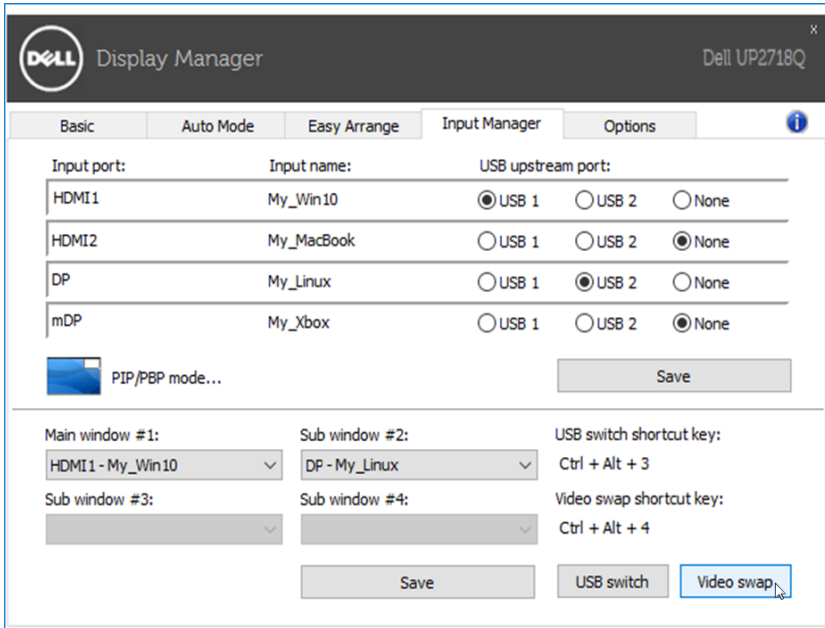 x
DELL Display Manager Dell UP2718Q
Basic Auto Mode Easy Arrange Input Manager Options i
Input port: Input name: USB upstream port:
HDMI1 My_Win10 USB 1 USB 2 None
HDMI2 My_MacBook USB 1 USB 2 None
DP My_Linux USB 1 USB 2 None
mDP My_Xbox USB 1 USB 2 None
PIP/PBP mode... Save
Main window #1: Sub window #2: USB switch shortcut key:
HDMI1 - My_Win10 DP - My_Linux Ctrl + Alt + 3
Sub window #3: Sub window #4: Video swap shortcut key:
Ctrl + Alt + 4
Save USB switch Video swap